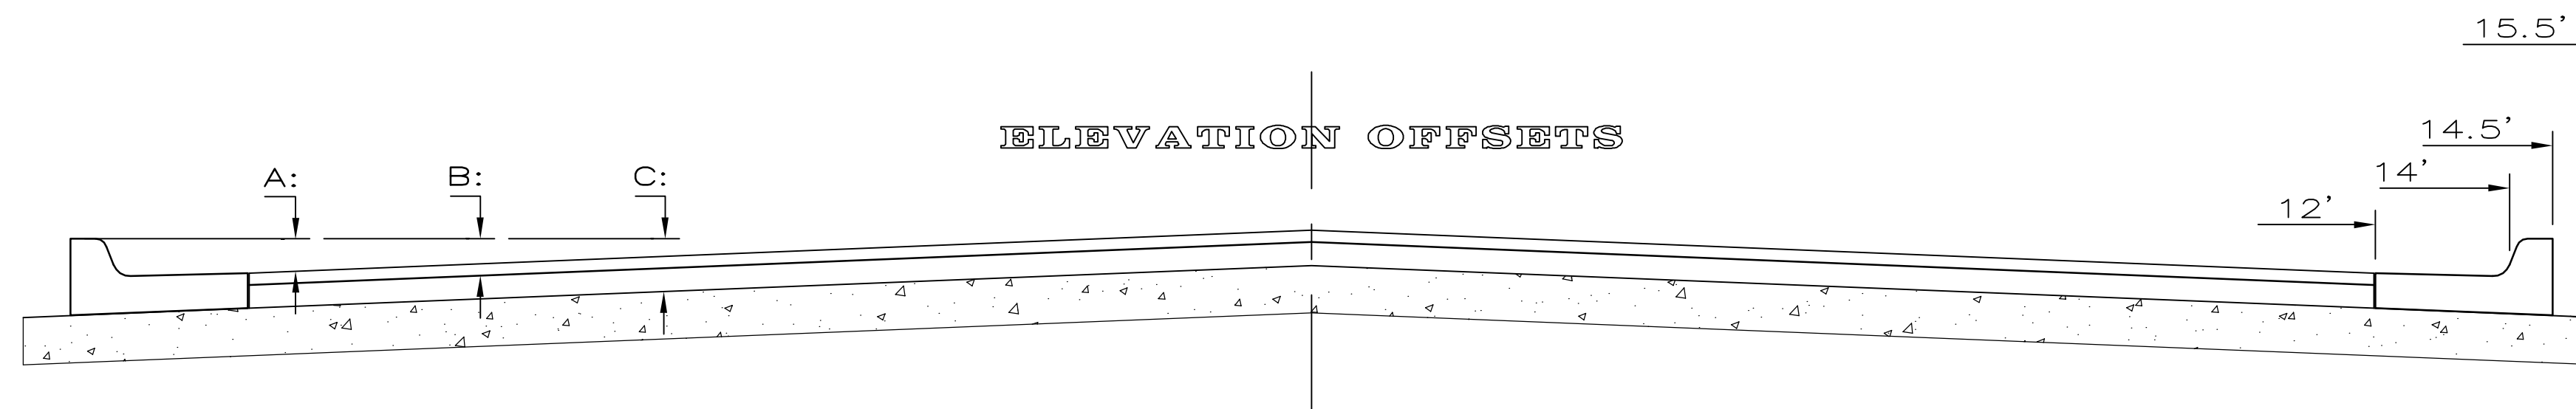 15.5'
ELEVATION OFFSETS
14.5'
14'
A: B: C:
12'